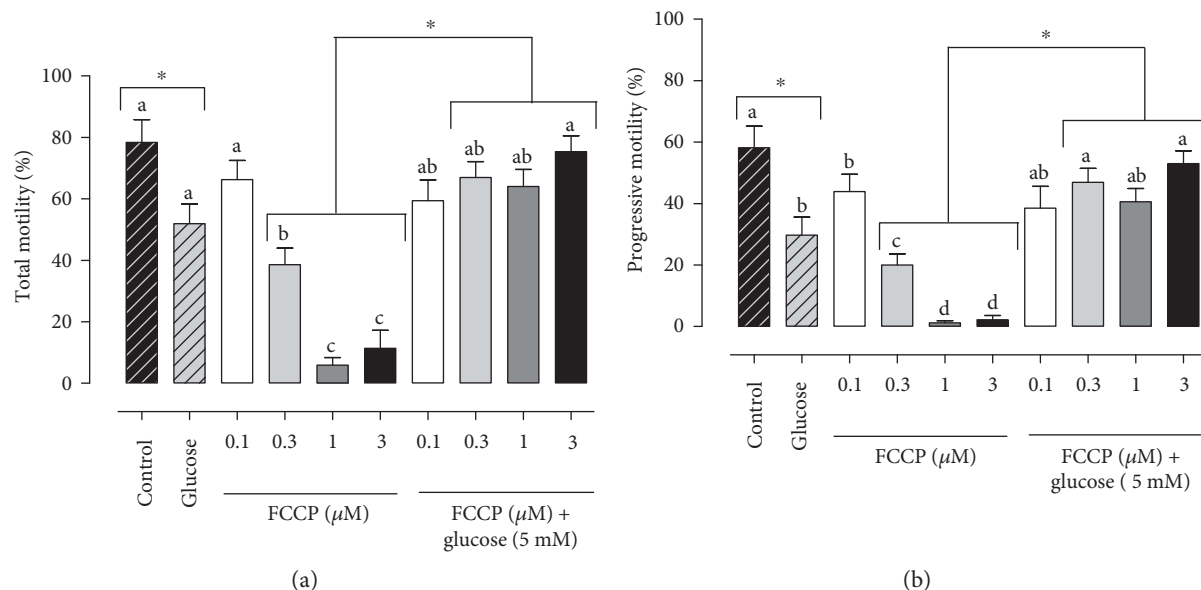 Total motility (%)
100
80
60
40
20
0
*
*
a
a
a
b
c
c
ab
ab
ab
a
Control
Glucose
0.1
0.3
1
3
0.1
0.3
1
3
FCCP (μM)
FCCP (μM) +
glucose (5 mM)
(a)
Progressive motility (%)
100
80
60
40
20
0
*
*
a
b
b
c
d
d
ab
a
ab
a
Control
Glucose
0.1
0.3
1
3
0.1
0.3
1
3
FCCP (μM)
FCCP (μM) +
glucose ( 5 mM)
(b)